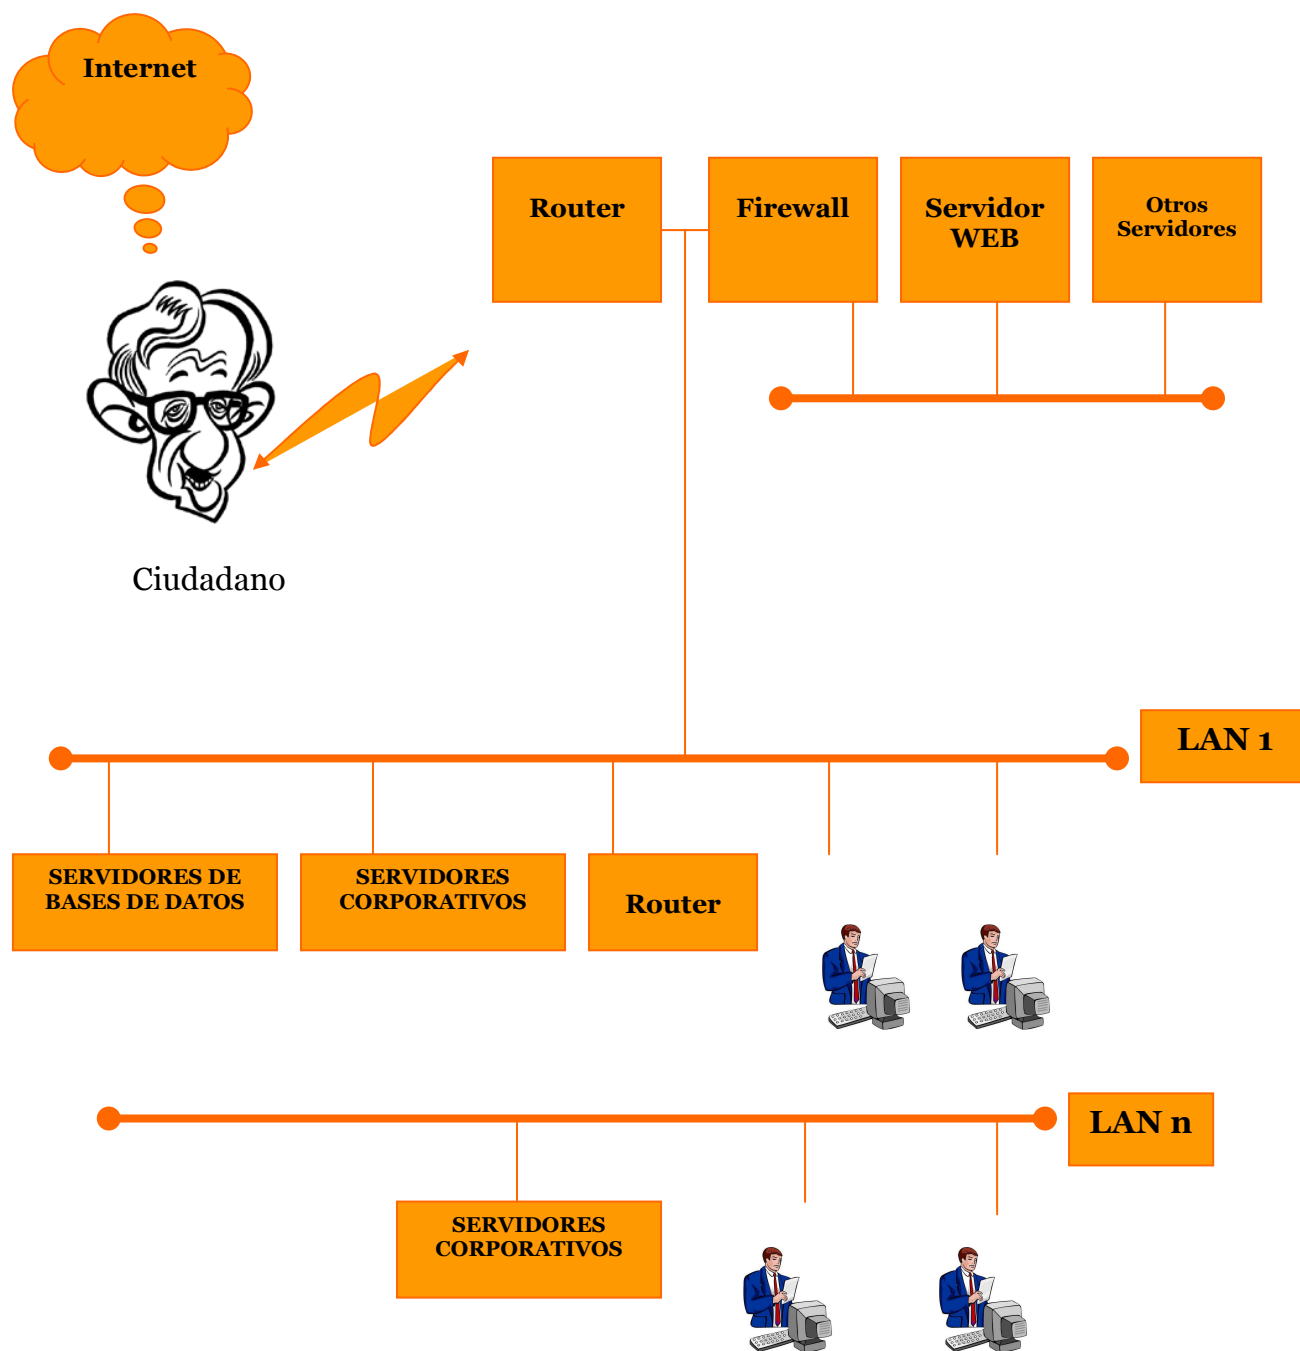 Internet
Router
Firewall
Servidor
WEB
Otros
Servidores
Ciudadano
LAN 1
SERVIDORES DE
BASES DE DATOS
SERVIDORES
CORPORATIVOS
Router
LAN n
SERVIDORES
CORPORATIVOS